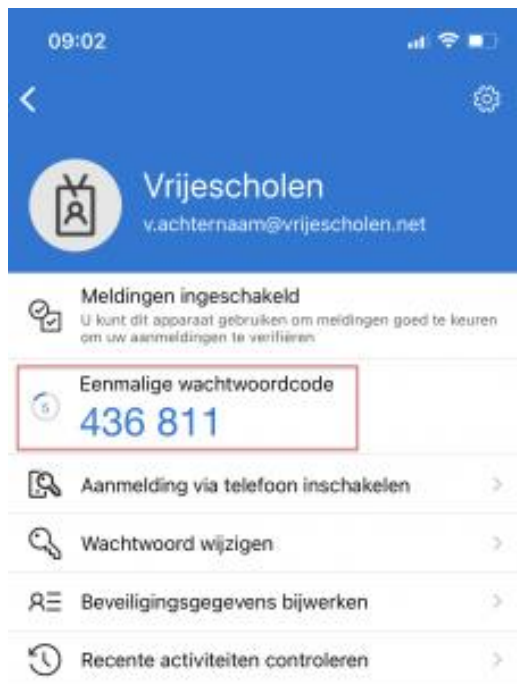 09:02
Vrijescholen
v.achternaam@vrijescholen.net
Meldingen ingeschakeld
U kunt dit apparaat gebruiken om meldingen goed te keuren
om uw aanmeldingen te verifiëren
Eenmalige wachtwoordcode
5
436 811
Aanmelding via telefoon inschakelen
Wachtwoord wijzigen
Beveiligingsgegevens bijwerken
Recente activiteiten controleren